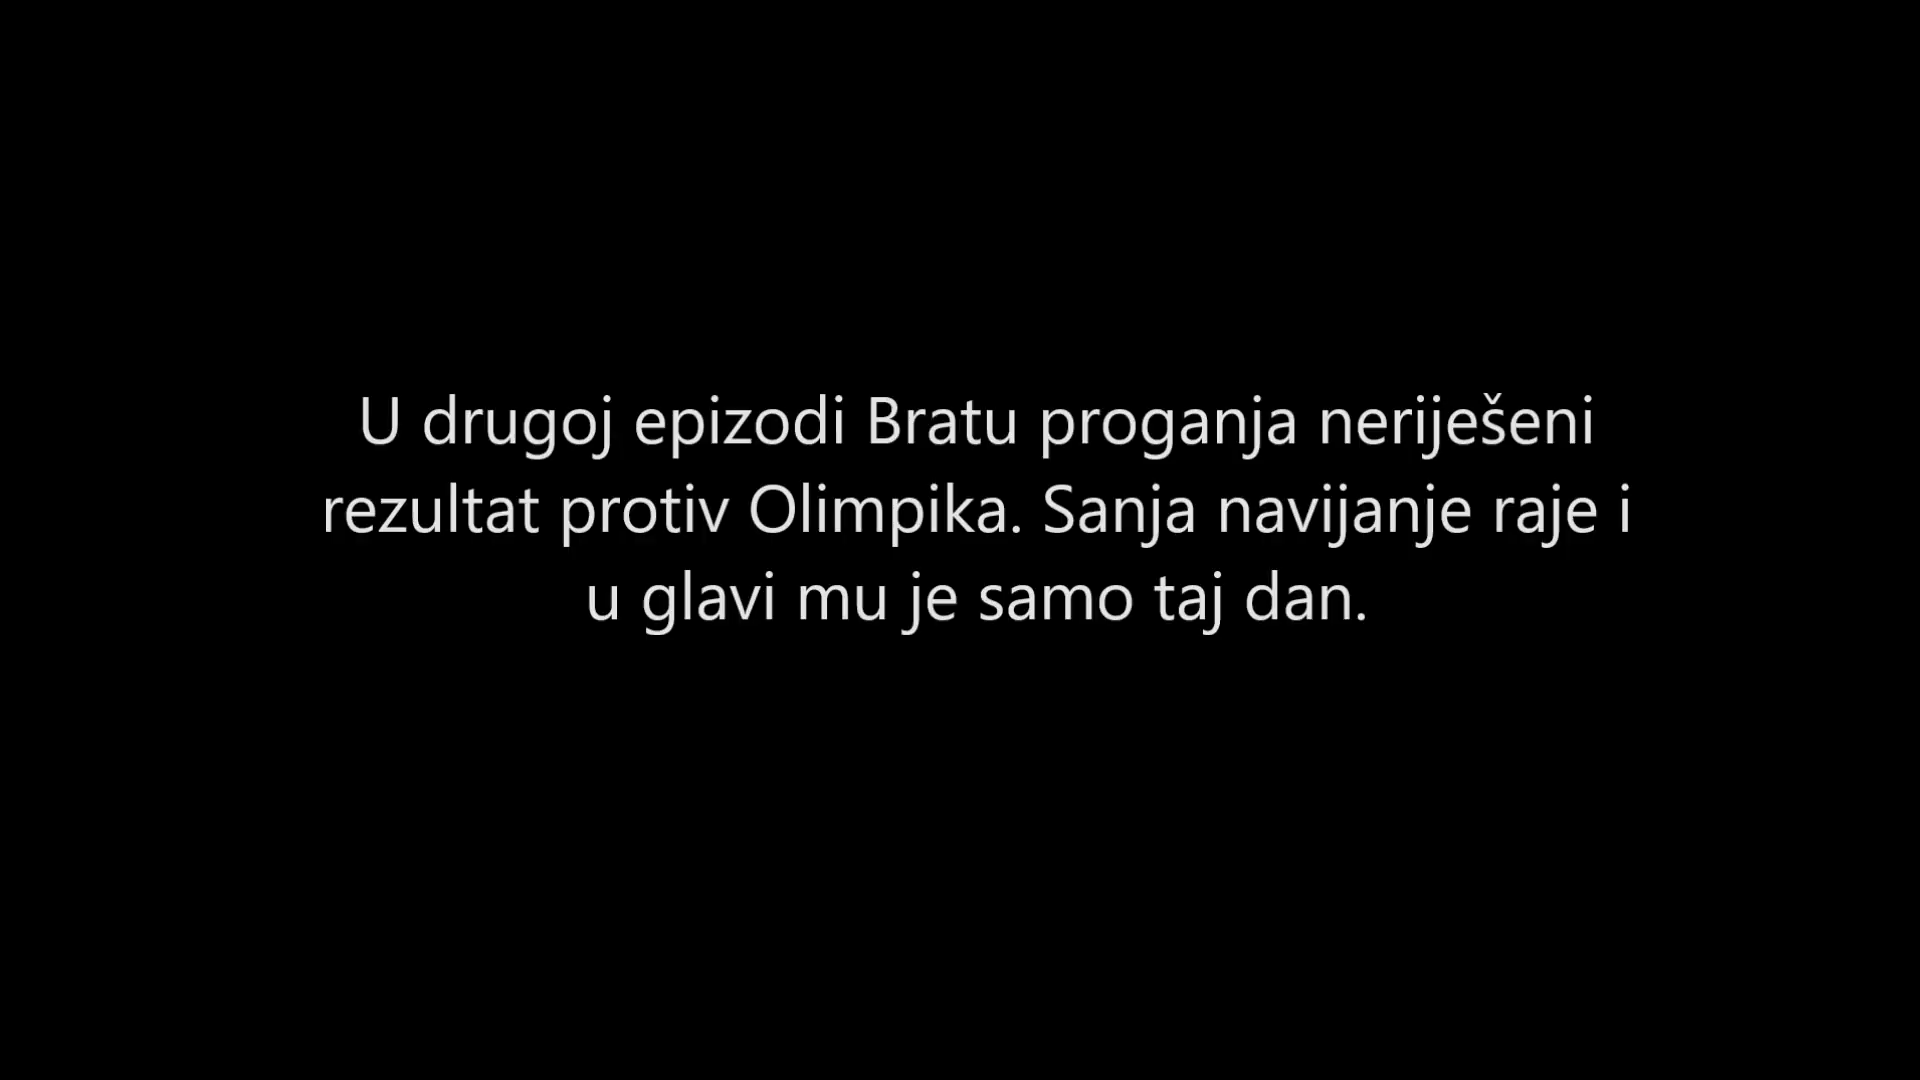 U drugoj epizodi Bratu proganja neriješeni
rezultat protiv Olimpika. Sanja navijanje raje i
u glavi mu je samo taj dan.